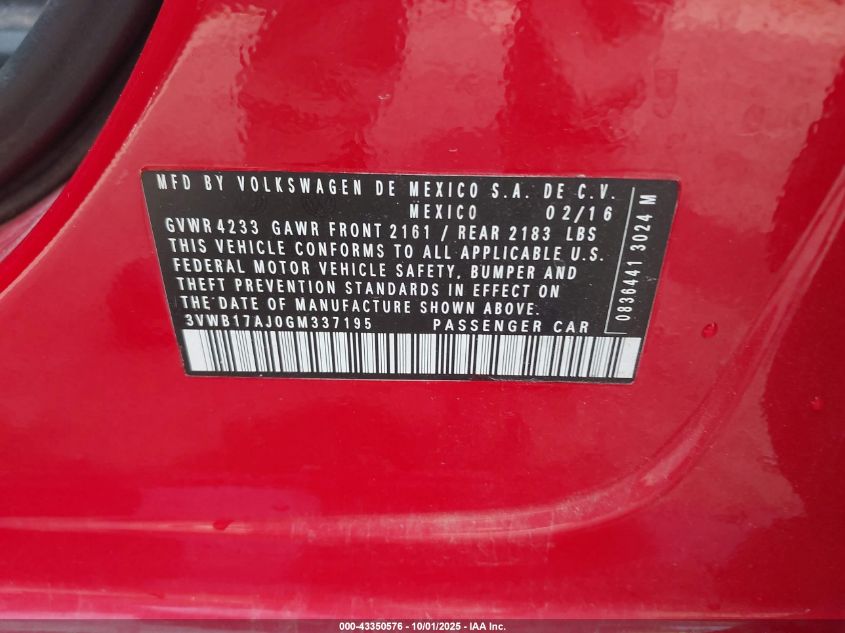 MFD BY VOLKSWAGEN DE MEXICO S.A. DE C.V.
MEXICO 02/16
GVWR 4233 GAWR FRONT 2161 / REAR 2183 LBS
THIS VEHICLE CONFORMS TO ALL APPLICABLE U.S.
FEDERAL MOTOR VEHICLE SAFETY, BUMPER AND
THEFT PREVENTION STANDARDS IN EFFECT ON
THE DATE OF MANUFACTURE SHOWN ABOVE.
3VWB17AJ0GM337195 PASSENGER CAR
0836441 3024 M
000-43350576 - 10/01/2025 - IAA Inc.